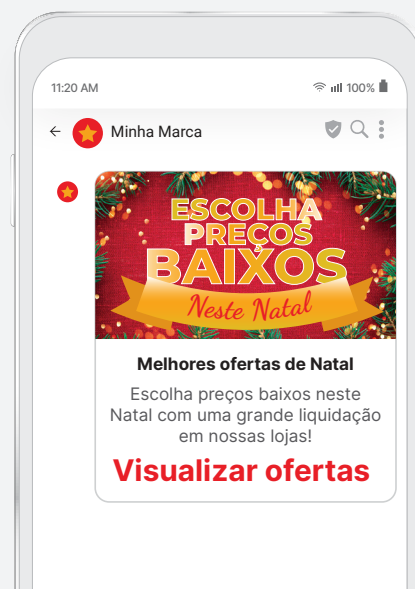 11:20 AM
100%
Minha Marca
ESCOLHA
PREÇOS
BAIXOS
Neste Natal
Melhores ofertas de Natal
Escolha preços baixos neste
Natal com uma grande liquidação
em nossas lojas!
Visualizar ofertas